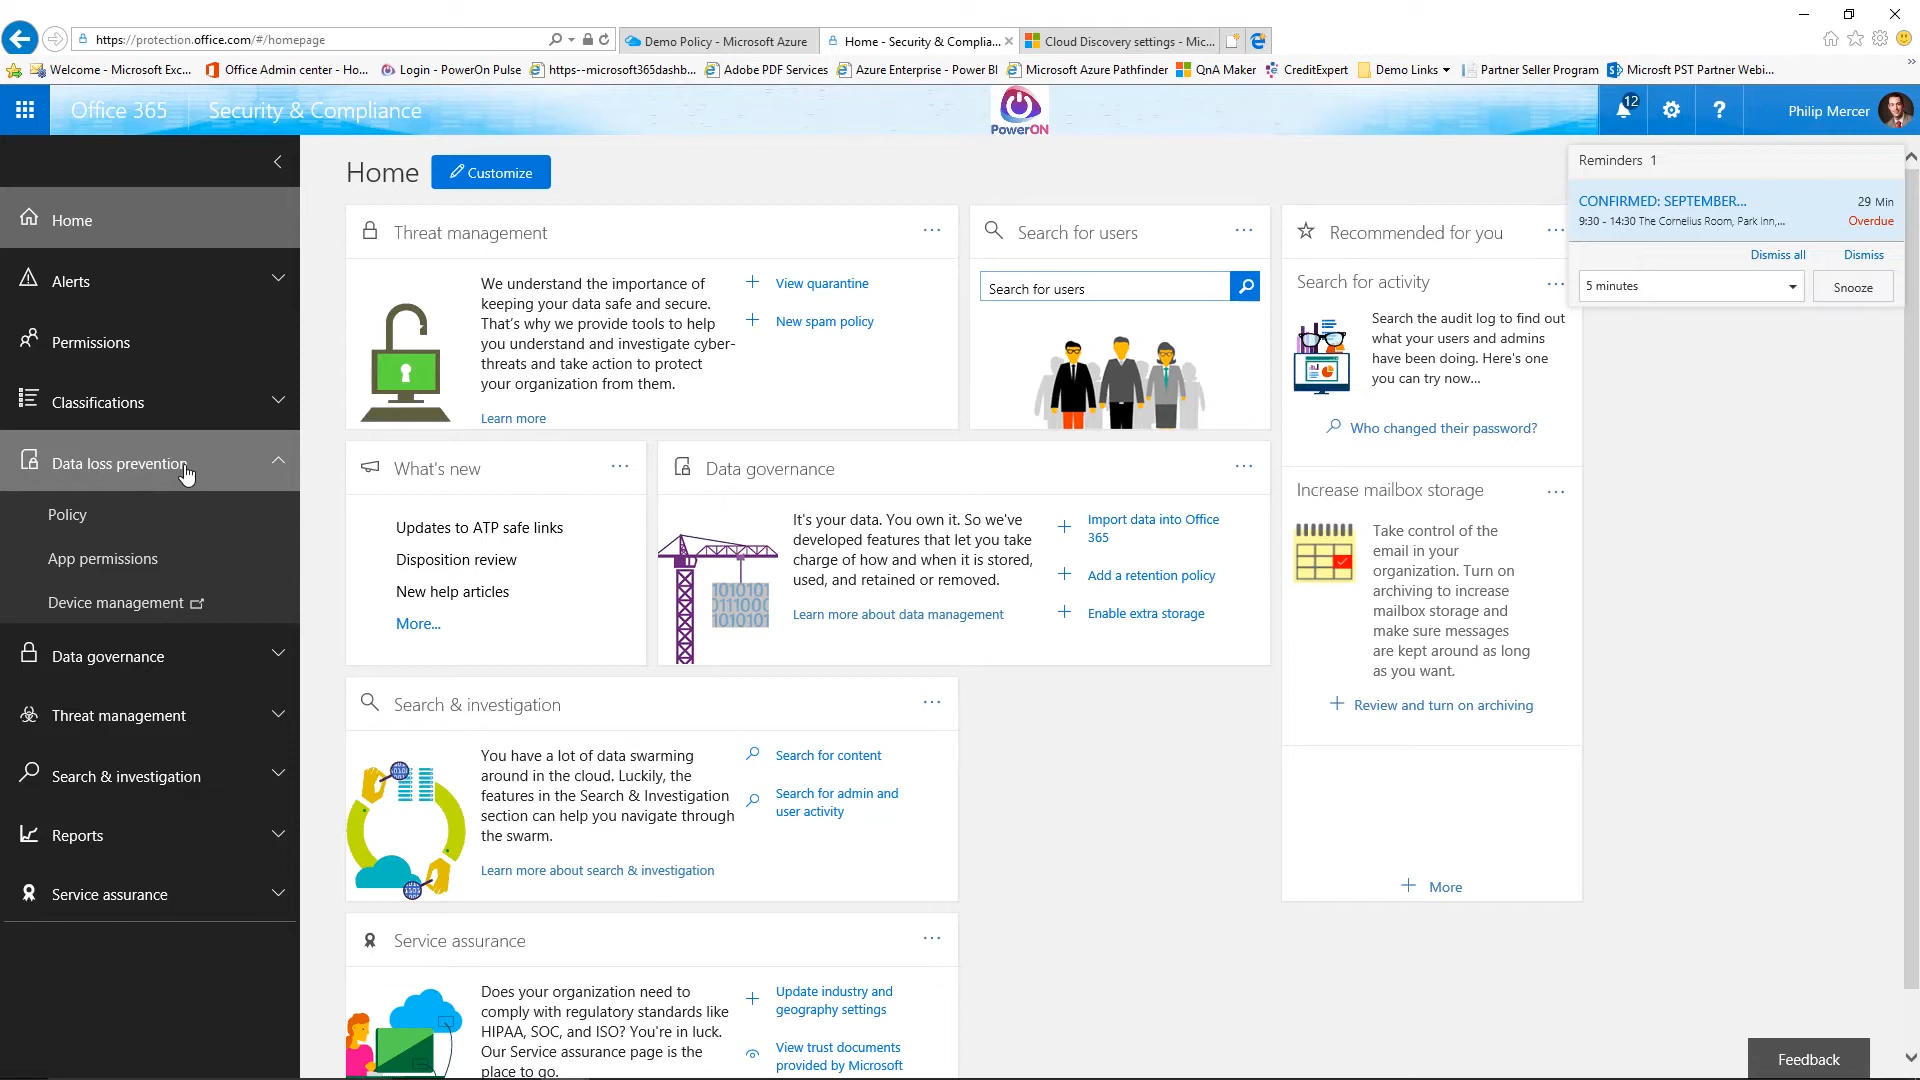 https://protection.office.com/#/homepage
Demo Policy - Microsoft Azure
Home - Security & Complia...
Cloud Discovery settings - Mic...
Welcome - Microsoft Exc...
Office Admin center - Ho...
Login - PowerOn Pulse
https--microsoft365dashb...
Adobe PDF Services
Azure Enterprise - Power BI
Microsoft Azure Pathfinder
QnA Maker
CreditExpert
Demo Links
Partner Seller Program
Microsft PST Partner Webi...
Office 365
Security & Compliance
PowerON
12
?
Philip Mercer
Home
Alerts
Permissions
Classifications
Data loss prevention
Policy
App permissions
Device management
Data governance
Threat management
Search & investigation
Reports
Service assurance
Home
Customize
Threat management
We understand the importance of
keeping your data safe and secure.
That's why we provide tools to help
you understand and investigate cyber-
threats and take action to protect
your organization from them.
Learn more
View quarantine
New spam policy
Search for users
Search for users
Recommended for you
Search for activity
Search the audit log to find out
what your users and admins
have been doing. Here's one
you can try now...
Who changed their password?
Increase mailbox storage
Take control of the
email in your
organization. Turn on
archiving to increase
mailbox storage and
make sure messages
are kept around as long
as you want.
Review and turn on archiving
More
Reminders 1
CONFIRMED: SEPTEMBER...
29 Min
9:30 - 14:30 The Cornelius Room, Park Inn,...
Overdue
Dismiss all
Dismiss
5 minutes
Snooze
What's new
Updates to ATP safe links
Disposition review
New help articles
More...
Data governance
It's your data. You own it. So we've
developed features that let you take
charge of how and when it is stored,
used, and retained or removed.
Learn more about data management
Import data into Office
365
Add a retention policy
Enable extra storage
101010
011100
101010
Search & investigation
You have a lot of data swarming
around in the cloud. Luckily, the
features in the Search & Investigation
section can help you navigate through
the swarm.
Learn more about search & investigation
Search for content
Search for admin and
user activity
Service assurance
Does your organization need to
comply with regulatory standards like
HIPAA, SOC, and ISO? You're in luck.
Our Service assurance page is the
place to go.
Update industry and
geography settings
View trust documents
provided by Microsoft
Feedback